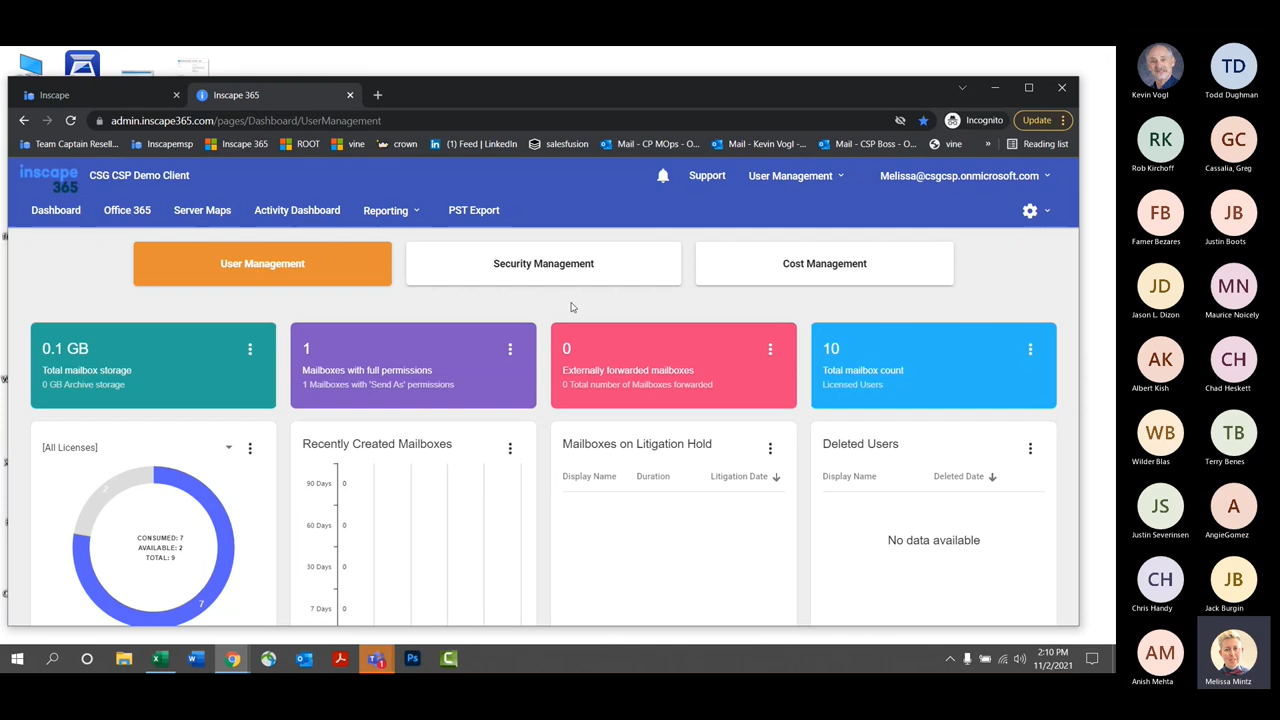 Inscape
Inscape 365
admin.inscape365.com/pages/Dashboard/UserManagement
Incognito
Update
Team Captain Resell...
Inscapemsp
Inscape 365
ROOT
vine
crown
(1) Feed | LinkedIn
salesfusion
Mail - CP MOps - O...
Mail - Kevin Vogl -...
Mail - CSP Boss - O...
vine
»
Reading list
inscape
365
CSG CSP Demo Client
Support
User Management
Melissa@csgcsp.onmicrosoft.com
Dashboard
Office 365
Server Maps
Activity Dashboard
Reporting
PST Export
User Management
Security Management
Cost Management
0.1 GB
Total mailbox storage
0 GB Archive storage
1
Mailboxes with full permissions
1 Mailboxes with 'Send As' permissions
0
Externally forwarded mailboxes
0 Total number of Mailboxes forwarded
10
Total mailbox count
Licensed Users
[All Licenses]
2
CONSUMED: 7
AVAILABLE: 2
TOTAL: 9
7
Recently Created Mailboxes
90 Days 0
60 Days 0
30 Days 0
7 Days 0
Mailboxes on Litigation Hold
Display Name Duration Litigation Date
Deleted Users
Display Name Deleted Date
No data available
2:10 PM
11/2/2021
Kevin Vogl
TD
Todd Dughman
RK
Rob Kirchoff
GC
Cassalia, Greg
FB
Famer Bezares
JB
Justin Boots
JD
Jason L. Dizon
MN
Maurice Noicely
AK
Albert Kish
CH
Chad Heskett
WB
Wilder Blas
TB
Terry Benes
JS
Justin Severinsen
A
AngieGomez
CH
Chris Handy
JB
Jack Burgin
AM
Anish Mehta
Melissa Mintz